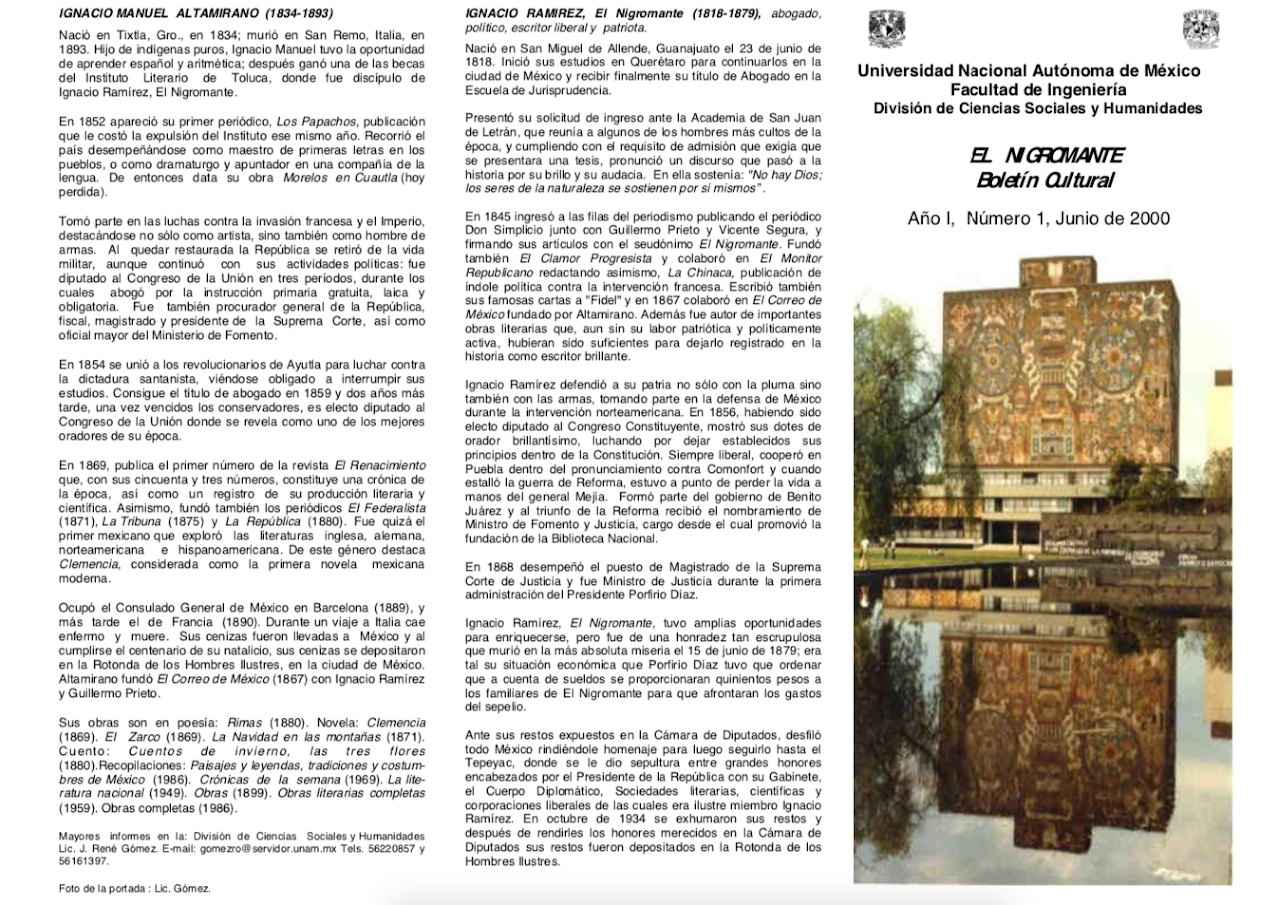 IGNACIO MANUEL ALTAMIRANO (1834-1893)
Nació en Tixtla, Gro., en 1834; murió en San Remo, Italia, en
1893. Hijo de indígenas puros, Ignacio Manuel tuvo la oportunidad
de aprender español y aritmética; después ganó una de las becas
del Instituto Literario de Toluca, donde fue discípulo de
Ignacio Ramírez, El Nigromante.
En 1852 apareció su primer periódico, Los Papachos, publicación
que le costó la expulsión del Instituto ese mismo año. Recorrió el
país desempeñándose como maestro de primeras letras en los
pueblos, o como dramaturgo y apuntador en una compañía de la
lengua. De entonces data su obra Morelos en Cuautla (hoy
perdida).
Tomó parte en las luchas contra la invasión francesa y el Imperio,
destacándose no sólo como artista, sino también como hombre de
armas. Al quedar restaurada la República se retiró de la vida
militar, aunque continuó con sus actividades políticas: fue
diputado al Congreso de la Unión en tres períodos, durante los
cuales abogó por la instrucción primaria gratuita, laica y
obligatoria. Fue también procurador general de la República,
fiscal, magistrado y presidente de la Suprema Corte, así como
oficial mayor del Ministerio de Fomento.
En 1854 se unió a los revolucionarios de Ayutla para luchar contra
la dictadura santanista, viéndose obligado a interrumpir sus
estudios. Consigue el título de abogado en 1859 y dos años más
tarde, una vez vencidos los conservadores, es electo diputado al
Congreso de la Unión donde se revela como uno de los mejores
oradores de su época.
En 1869, publica el primer número de la revista El Renacimiento
que, con sus cincuenta y tres números, constituye una crónica de
la época, así como un registro de su producción literaria y
científica. Asimismo, fundó también los periódicos El Federalista
(1871), La Tribuna (1875) y La República (1880). Fue quizá el
primer mexicano que exploró las literaturas inglesa, alemana,
norteamericana e hispanoamericana. De este género destaca
Clemencia, considerada como la primera novela mexicana
moderna.
Ocupó el Consulado General de México en Barcelona (1889), y
más tarde el de Francia (1890). Durante un viaje a Italia cae
enfermo y muere. Sus cenizas fueron llevadas a México y al
cumplirse el centenario de su natalicio, sus cenizas se depositaron
en la Rotonda de los Hombres Ilustres, en la ciudad de México.
Altamirano fundó El Correo de México (1867) con Ignacio Ramírez
y Guillermo Prieto.
Sus obras son en poesía: Rimas (1880). Novela: Clemencia
(1869). El Zarco (1869). La Navidad en las montañas (1871).
Cuento: Cuentos de invierno, las tres flores
(1880).Recopilaciones: Paisajes y leyendas, tradiciones y costum-
bres de México (1986). Crónicas de la semana (1969). La lite-
ratura nacional (1949). Obras (1899). Obras literarias completas
(1959). Obras completas (1986).
Mayores informes en la: División de Ciencias Sociales y Humanidades
Lic. J. René Gómez. E-mail: gomezro@servidor.unam.mx Tels. 56220857 y
56161397.
Foto de la portada : Lic. Gómez.
IGNACIO RAMIREZ, El Nigromante (1818-1879), abogado,
político, escritor liberal y patriota.
Nació en San Miguel de Allende, Guanajuato el 23 de junio de
1818. Inició sus estudios en Querétaro para continuarlos en la
ciudad de México y recibir finalmente su título de Abogado en la
Escuela de Jurisprudencia.
Presentó su solicitud de ingreso ante la Academia de San Juan
de Letrán, que reunía a algunos de los hombres más cultos de la
época, y cumpliendo con el requisito de admisión que exigía que
se presentara una tesis, pronunció un discurso que pasó a la
historia por su brillo y su audacia. En ella sostenía: "No hay Dios;
los seres de la naturaleza se sostienen por sí mismos".
En 1845 ingresó a las filas del periodismo publicando el periódico
Don Simplicio junto con Guillermo Prieto y Vicente Segura, y
firmando sus artículos con el seudónimo El Nigromante. Fundó
también El Clamor Progresista y colaboró en El Monitor
Republicano redactando asimismo, La Chinaca, publicación de
índole política contra la intervención francesa. Escribió también
sus famosas cartas a "Fidel" y en 1867 colaboró en El Correo de
México fundado por Altamirano. Además fue autor de importantes
obras literarias que, aun sin su labor patriótica y políticamente
activa, hubieran sido suficientes para dejarlo registrado en la
historia como escritor brillante.
Ignacio Ramírez defendió a su patria no sólo con la pluma sino
también con las armas, tomando parte en la defensa de México
durante la intervención norteamericana. En 1856, habiendo sido
electo diputado al Congreso Constituyente, mostró sus dotes de
orador brillantísimo, luchando por dejar establecidos sus
principios dentro de la Constitución. Siempre liberal, cooperó en
Puebla dentro del pronunciamiento contra Comonfort y cuando
estalló la guerra de Reforma, estuvo a punto de perder la vida a
manos del general Mejía. Formó parte del gobierno de Benito
Juárez y al triunfo de la Reforma recibió el nombramiento de
Ministro de Fomento y Justicia, cargo desde el cual promovió la
fundación de la Biblioteca Nacional.
En 1868 desempeñó el puesto de Magistrado de la Suprema
Corte de Justicia y fue Ministro de Justicia durante la primera
administración del Presidente Porfirio Díaz.
Ignacio Ramírez, El Nigromante, tuvo amplias oportunidades
para enriquecerse, pero fue de una honradez tan escrupulosa
que murió en la más absoluta miseria el 15 de junio de 1879; era
tal su situación económica que Porfirio Díaz tuvo que ordenar
que a cuenta de sueldos se proporcionaran quinientos pesos a
los familiares de El Nigromante para que afrontaran los gastos
del sepelio.
Ante sus restos expuestos en la Cámara de Diputados, desfiló
todo México rindiéndole homenaje para luego seguirlo hasta el
Tepeyac, donde se le dio sepultura entre grandes honores
encabezados por el Presidente de la República con su Gabinete,
el Cuerpo Diplomático, Sociedades literarias, científicas y
corporaciones liberales de las cuales era ilustre miembro Ignacio
Ramírez. En octubre de 1934 se exhumaron sus restos y
después de rendirles los honores merecidos en la Cámara de
Diputados sus restos fueron depositados en la Rotonda de los
Hombres Ilustres.
Universidad Nacional Autónoma de México
Facultad de Ingeniería
División de Ciencias Sociales y Humanidades
EL NIGROMANTE
Boletín Cultural
Año I, Número 1, Junio de 2000